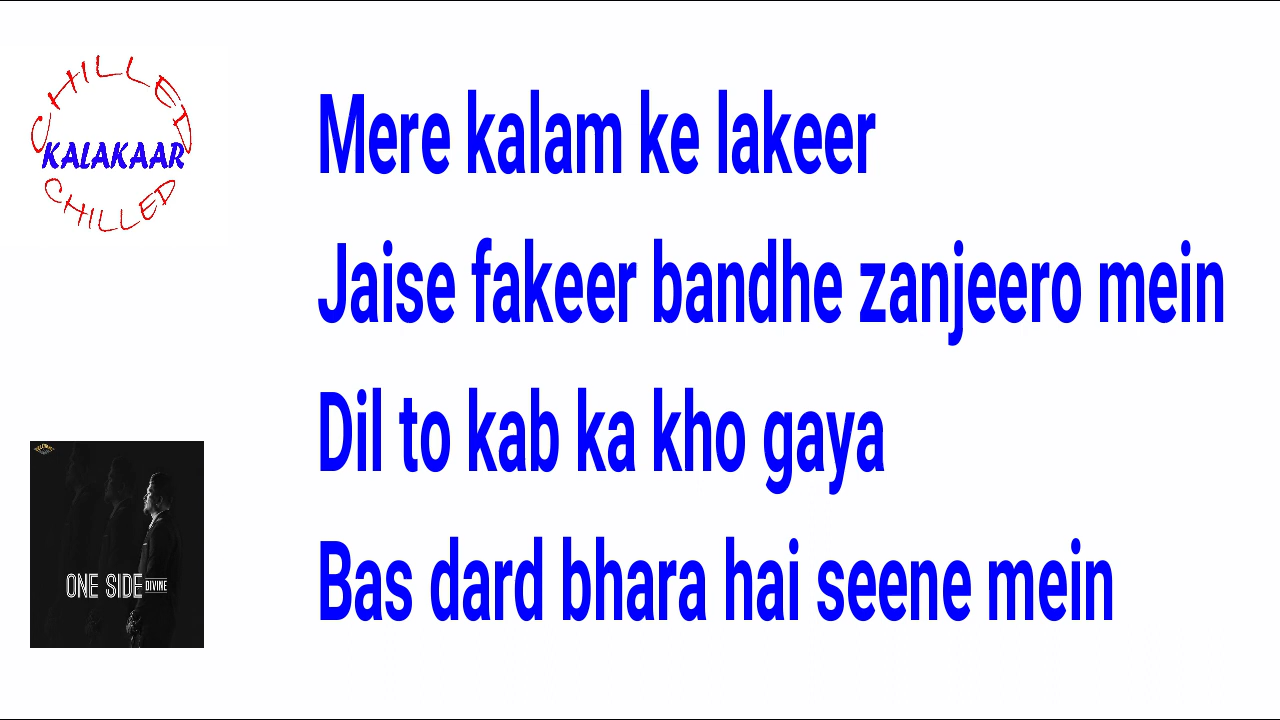 CHILLED
KALAKAAR
CHILLED
Mere kalam ke lakeer
Jaise fakeer bandhe zanjeero mein
Dil to kab ka kho gaya
Bas dard bhara hai seene mein
ONE SIDE DIVINE